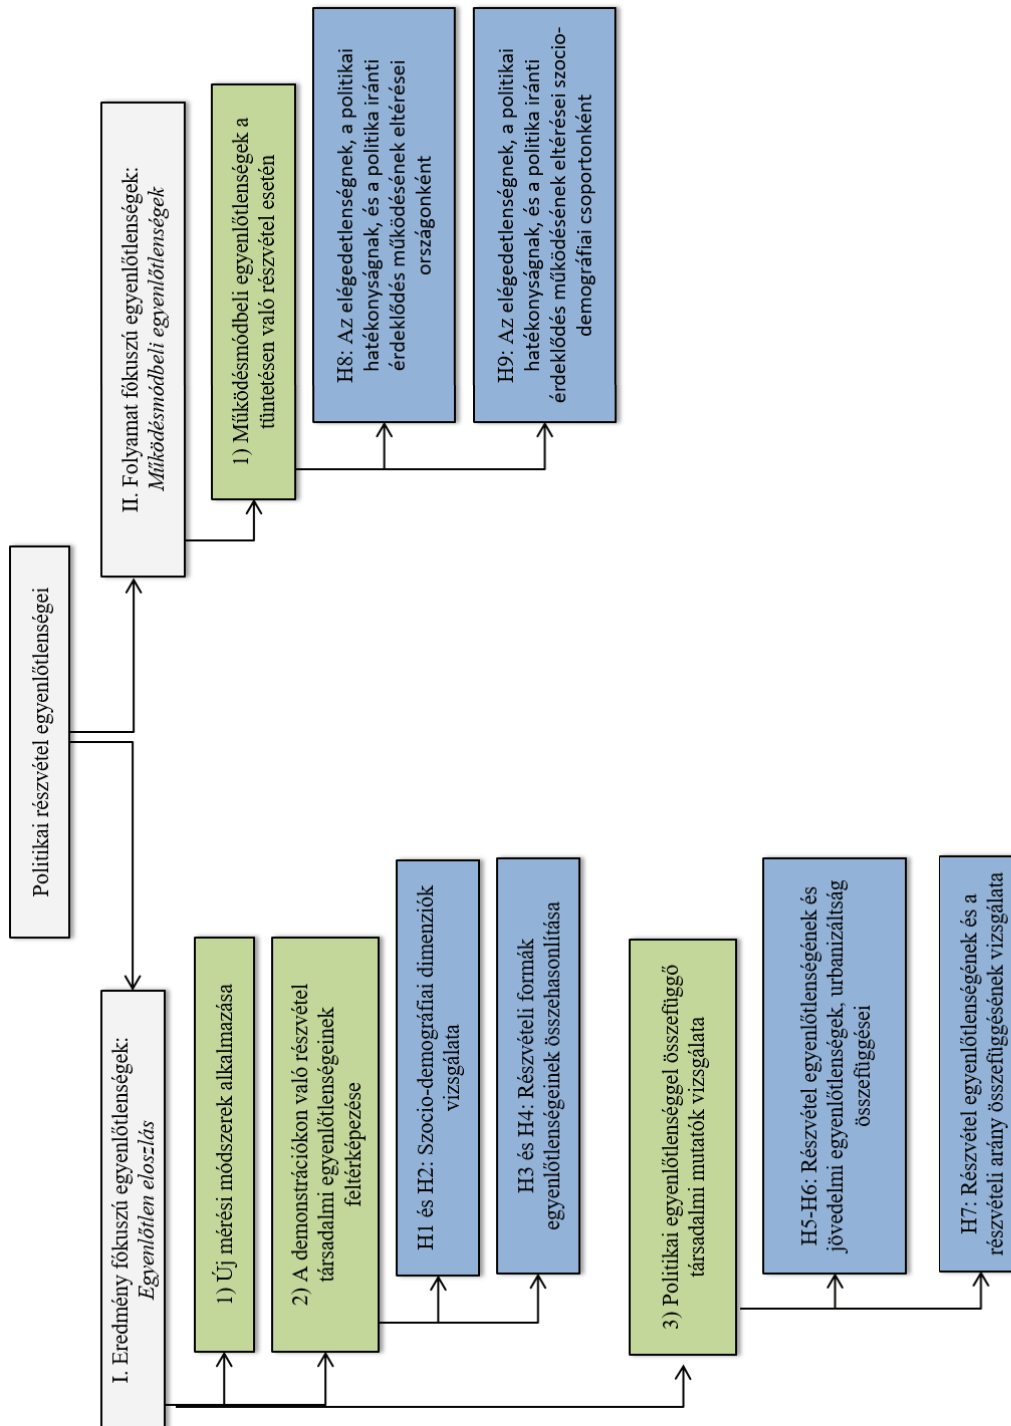 Politikai részvétel egyenlőtlenségei
I. Eredmény fókuszú egyenlőtlenségek:
Egyenlőtlen eloszlás
1) Új mérési módszerek alkalmazása
2) A demonstrációkon való részvétel
társadalmi egyenlőtlenségeinek
feltérképezése
H1 és H2: Szocio-demográfiai dimenziók
vizsgálata
H3 és H4: Részvételi formák
egyenlőtlenségeinek összehasonlítása
3) Politikai egyenlőtlenséggel összefüggő
társadalmi mutatók vizsgálata
H5-H6: Részvétel egyenlőtlenségének és
jövedelmi egyenlőtlenségek, urbanizáltság
összefüggései
H7: Részvétel egyenlőtlenségének és a
részvételi arány összefüggésének vizsgálata
II. Folyamat fókuszú egyenlőtlenségek:
Működésmódbeli egyenlőtlenségek
1) Működésmódbeli egyenlőtlenségek a
tüntetésen való részvétel esetén
H8: Az elégedetlenségnek, a politikai
hatékonyságnak, és a politika iránti
érdeklődés működésének eltérései
országonként
H9: Az elégedetlenségnek, a politikai
hatékonyságnak, és a politika iránti
érdeklődés működésének eltérései szocio-
demográfiai csoportonként